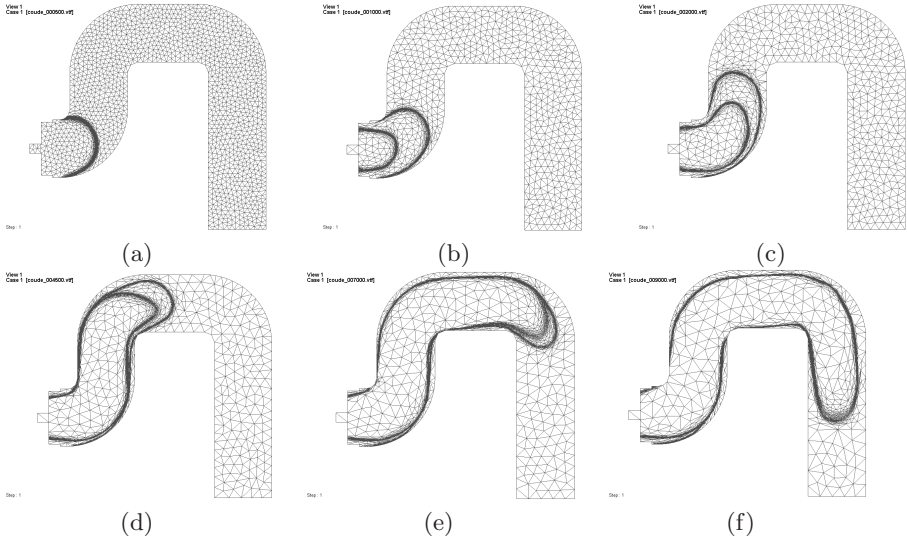 View 1
Case 1 [coude_000500.vtf]
Step : 1
(a)
View 1
Case 1 [coude_001000.vtf]
Step : 1
(b)
View 1
Case 1 [coude_002000.vtf]
Step : 1
(c)
View 1
Case 1 [coude_004500.vtf]
Step : 1
(d)
View 1
Case 1 [coude_007000.vtf]
Step : 1
(e)
View 1
Case 1 [coude_009000.vtf]
Step : 1
(f)